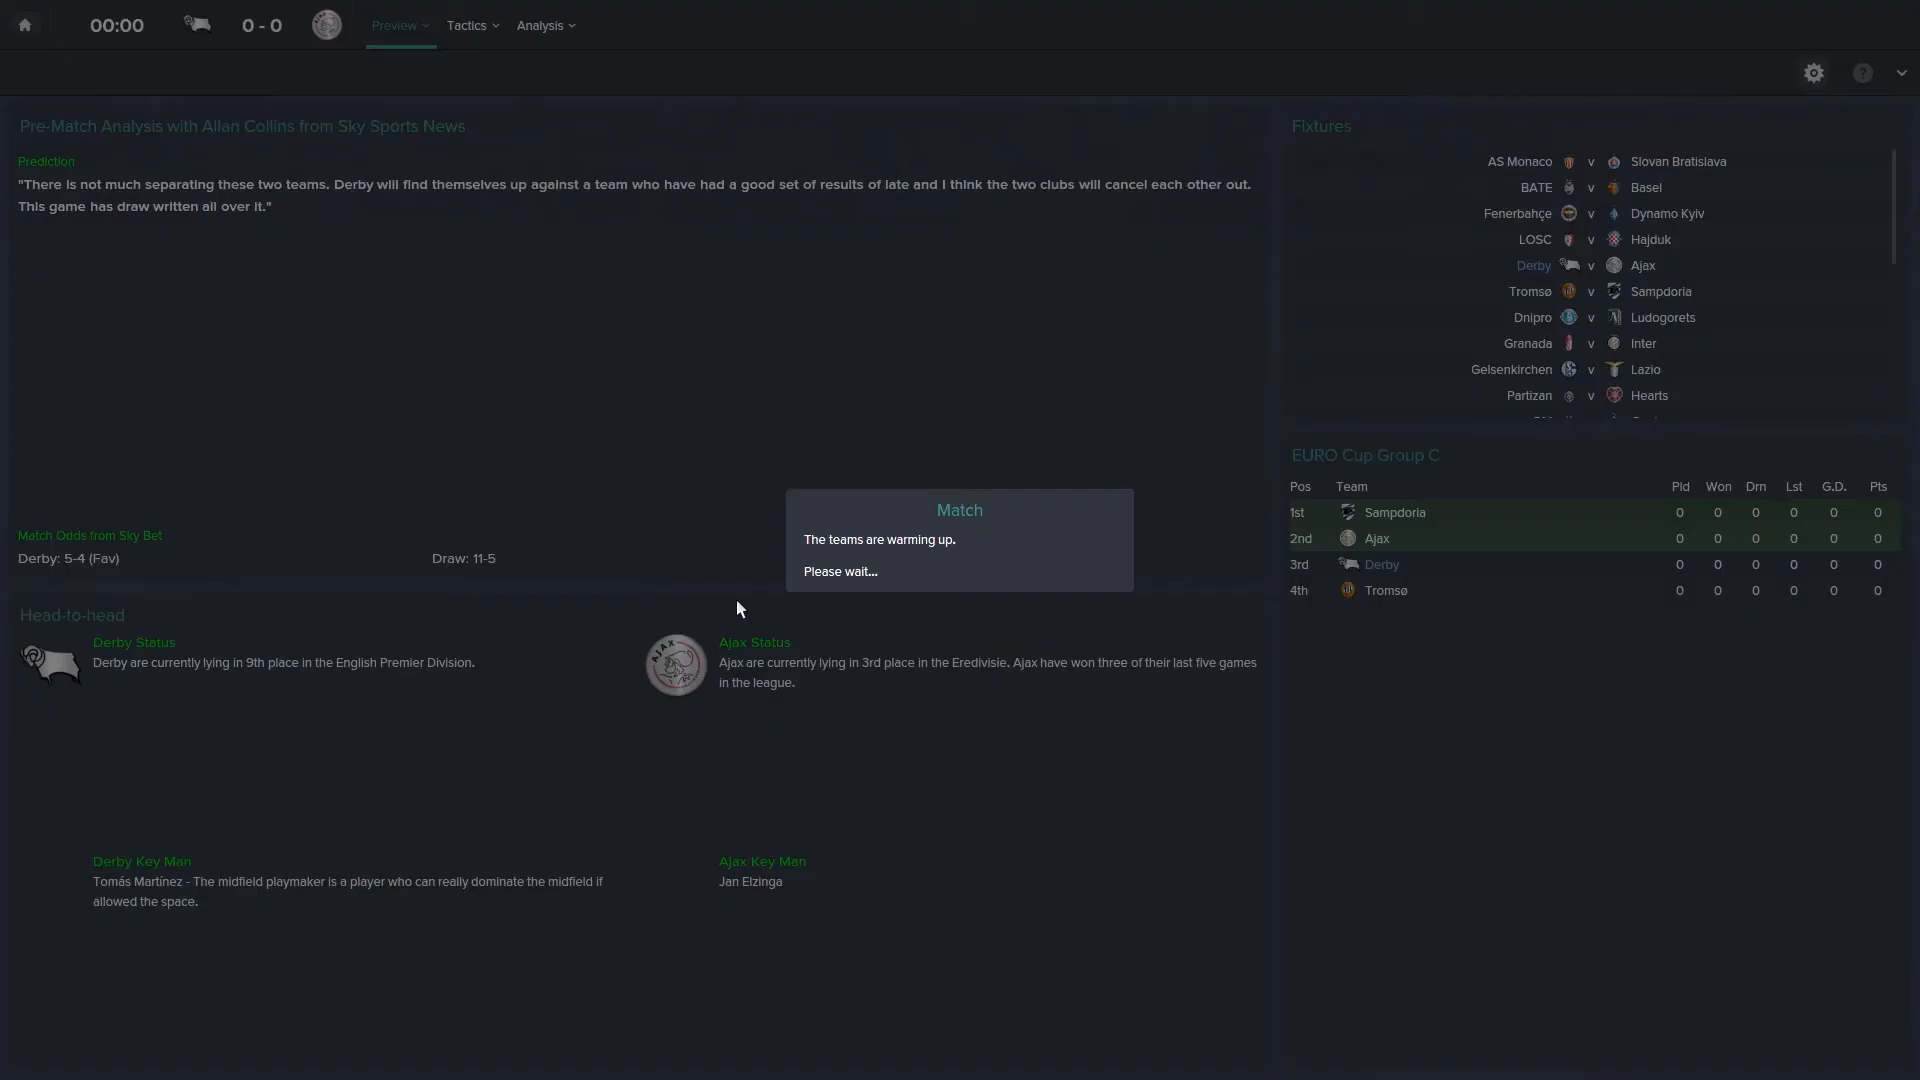 00:00
0 - 0
Preview
Tactics
Analysis
Pre-Match Analysis with Allan Collins from Sky Sports News
Prediction
"There is not much separating these two teams. Derby will find themselves up against a team who have had a good set of results of late and I think the two clubs will cancel each other out.
This game has draw written all over it."
Match Odds from Sky Bet
Derby: 5-4 (Fav)
Draw: 11-5
Match
The teams are warming up.
Please wait...
Head-to-head
Derby Status
Derby are currently lying in 9th place in the English Premier Division.
AJAX
Ajax Status
Ajax are currently lying in 3rd place in the Eredivisie. Ajax have won three of their last five games
in the league.
Derby Key Man
Tomás Martínez - The midfield playmaker is a player who can really dominate the midfield if
allowed the space.
Ajax Key Man
Jan Elzinga
Fixtures
AS Monaco v Slovan Bratislava
BATE v Basel
Fenerbahçe v Dynamo Kyiv
LOSC v Hajduk
Derby v Ajax
Tromsø v Sampdoria
Dnipro v Ludogorets
Granada v Inter
Gelsenkirchen v Lazio
Partizan v Hearts
EURO Cup Group C
Pos Team Pld Won Drn Lst G.D. Pts
1st Sampdoria 0 0 0 0 0 0
2nd Ajax 0 0 0 0 0 0
3rd Derby 0 0 0 0 0 0
4th Tromsø 0 0 0 0 0 0